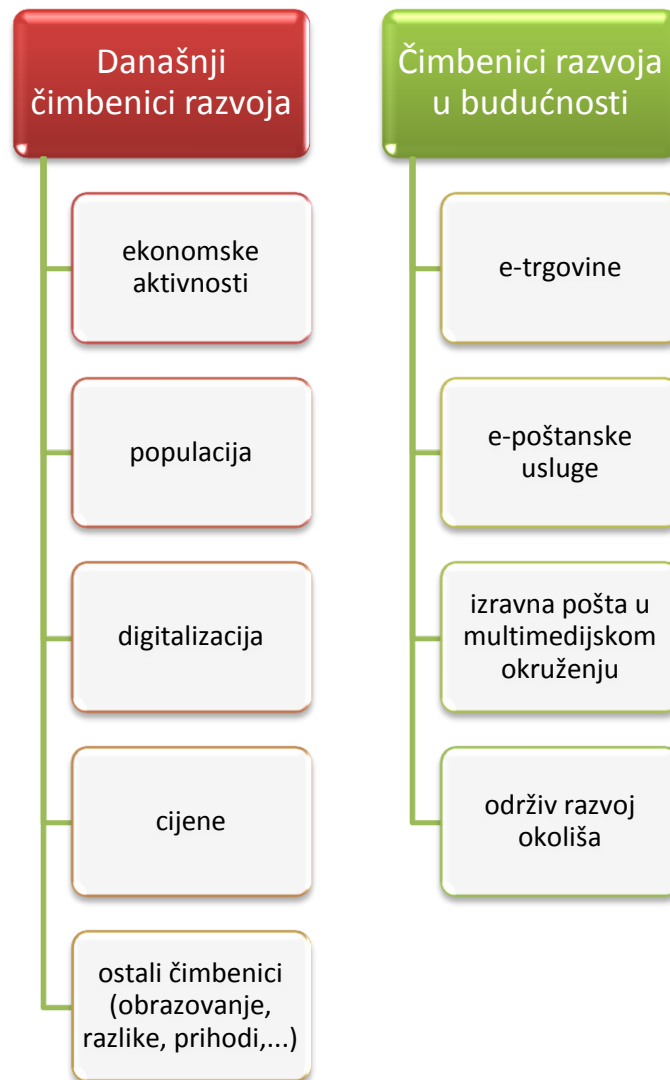 Današnji
čimbenici razvoja
ekonomske
aktivnosti
populacija
digitalizacija
cijene
ostali čimbenici
(obrazovanje,
razlike, prihodi,...)
Čimbenici razvoja
u budućnosti
e-trgovine
e-poštanske
usluge
izravna pošta u
multimedijskom
okruženju
održiv razvoj
okoliša